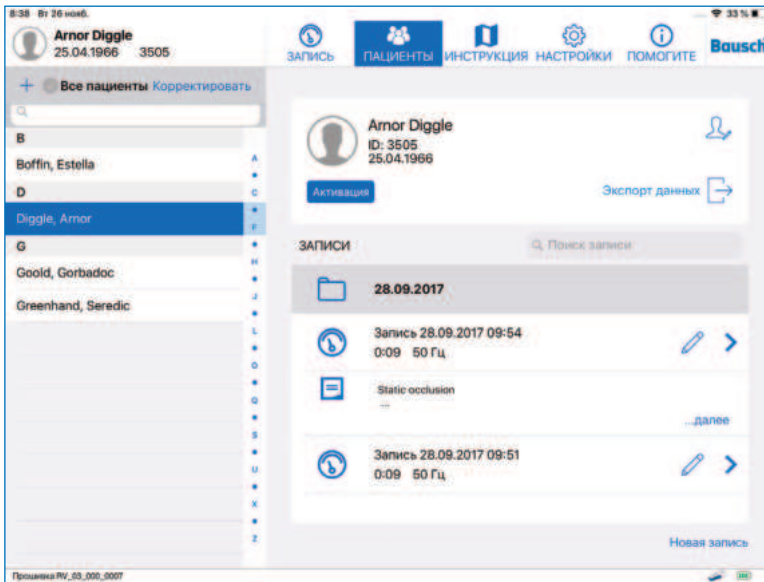 8:38 Вт 26 нояб.
33 %
Arnor Diggle
25.04.1966 3505
ЗАПИСЬ
ПАЦИЕНТЫ
ИНСТРУКЦИЯ
НАСТРОЙКИ
ПОМОГИТЕ
Bausch
+ Все пациенты Корректировать
B
Boffin, Estella
D
Diggle, Arnor
G
Goold, Gorbadoc
Greenhand, Seredic
A
C
F
H
J
L
O
Q
S
U
X
Z
Arnor Diggle
ID: 3505
25.04.1966
Активация
Экспорт данных
ЗАПИСИ
Поиск записи
28.09.2017
Запись 28.09.2017 09:54
0:09 50 Гц
Static occlusion
...
...далее
Запись 28.09.2017 09:51
0:09 50 Гц
Новая запись
Прошивка RV_03_000_0007